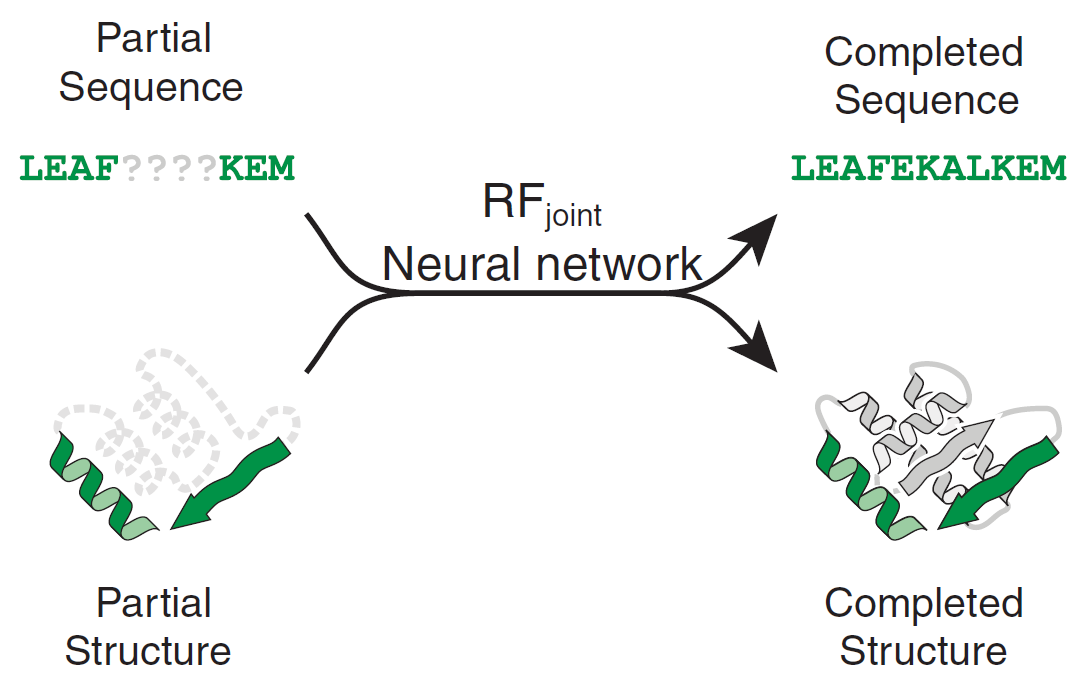 Partial
Sequence
LEAF????KEM
Completed
Sequence
LEAFEKALKEM
RFjoint
Neural network
Partial
Structure
Completed
Structure